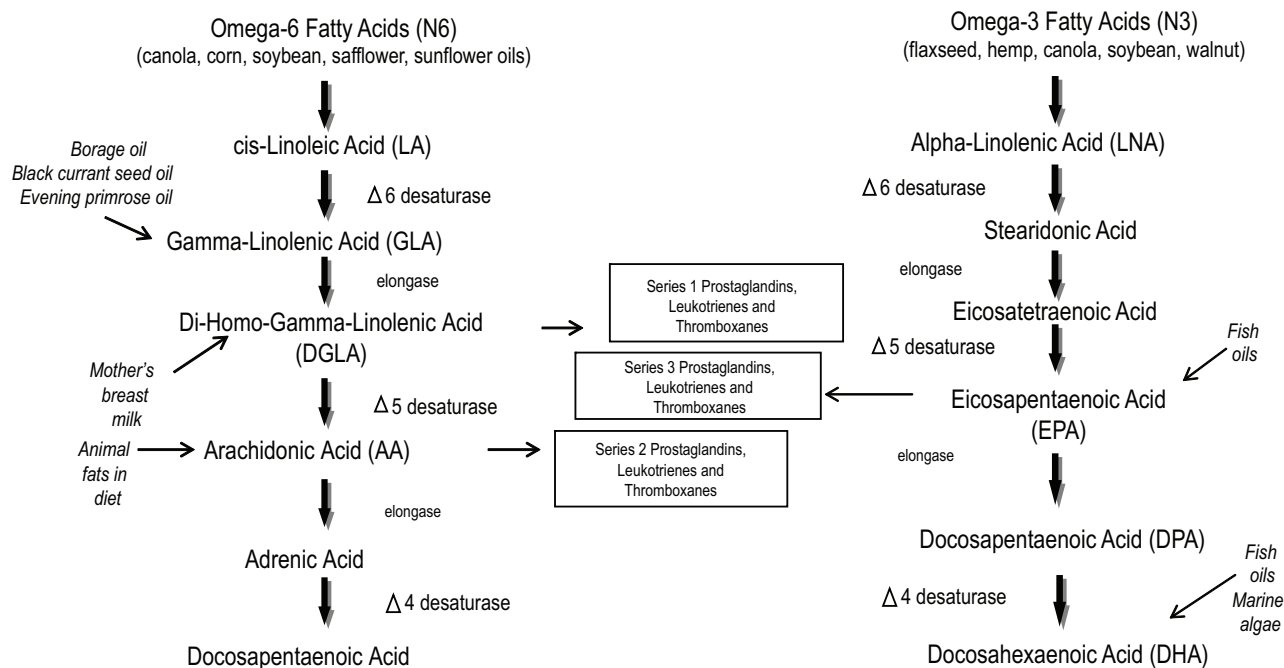 Omega-6 Fatty Acids (N6)
(canola, corn, soybean, safflower, sunflower oils)
cis-Linoleic Acid (LA)
Borage oil
Black currant seed oil
Evening primrose oil
Δ6 desaturase
Gamma-Linolenic Acid (GLA)
elongase
Di-Homo-Gamma-Linolenic Acid
(DGLA)
Mother's
breast
milk
Δ5 desaturase
Animal
fats in
diet
Arachidonic Acid (AA)
elongase
Adrenic Acid
Δ4 desaturase
Docosapentaenoic Acid
Series 1 Prostaglandins,
Leukotrienes and
Thromboxanes
Series 3 Prostaglandins,
Leukotrienes and
Thromboxanes
Series 2 Prostaglandins,
Leukotrienes and
Thromboxanes
Omega-3 Fatty Acids (N3)
(flaxseed, hemp, canola, soybean, walnut)
Alpha-Linolenic Acid (LNA)
Δ6 desaturase
Stearidonic Acid
elongase
Eicosatetraenoic Acid
Δ5 desaturase
Fish
oils
Eicosapentaenoic Acid
(EPA)
elongase
Docosapentaenoic Acid (DPA)
Fish
oils
Marine
algae
Δ4 desaturase
Docosahexaenoic Acid (DHA)